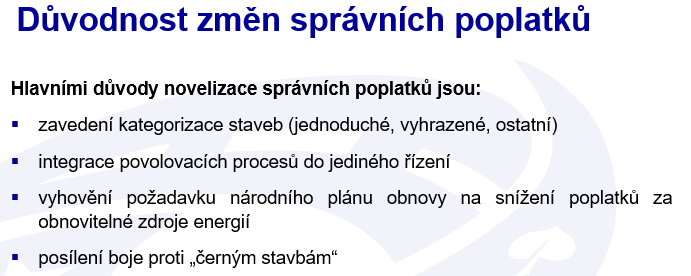 Důvodnost změn správních poplatků
Hlavními důvody novelizace správních poplatků jsou:
▪ zavedení kategorizace staveb (jednoduché, vyhrazené, ostatní)
▪ integrace povolovacích procesů do jediného řízení
▪ vyhovění požadavku národního plánu obnovy na snížení poplatků za
obnovitelné zdroje energií
▪ posílení boje proti „černým stavbám“